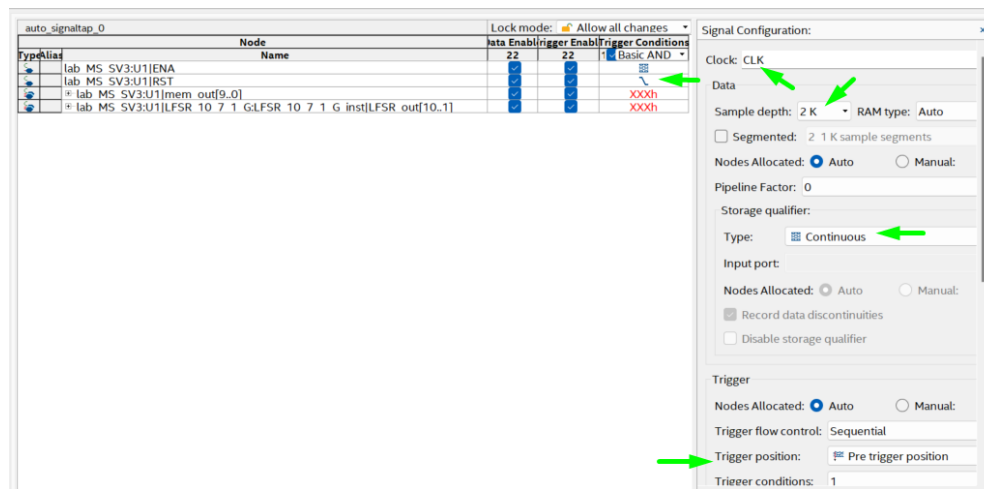 auto_signaltap_0
Lock mode: Allow all changes
Node
Data Enabl
Trigger Enabl
Trigger Conditions
Type
Alias
Name
22
22
1 Basic AND
lab_MS_SV3:U1|ENA
lab_MS_SV3:U1|RST
lab_MS_SV3:U1|mem_out[9..0]
XXXh
lab_MS_SV3:U1|LFSR_10_7_1_G:LFSR_10_7_1_G_inst|LFSR_out[10..1]
XXXh
Signal Configuration:
×
Clock: CLK
Data
Sample depth: 2 K
RAM type: Auto
Segmented: 2 1 K sample segments
Nodes Allocated: Auto Manual:
Pipeline Factor: 0
Storage qualifier:
Type: Continuous
Input port:
Nodes Allocated: Auto Manual:
Record data discontinuities
Disable storage qualifier
Trigger
Nodes Allocated: Auto Manual:
Trigger flow control: Sequential
Trigger position: Pre trigger position
Trigger conditions: 1